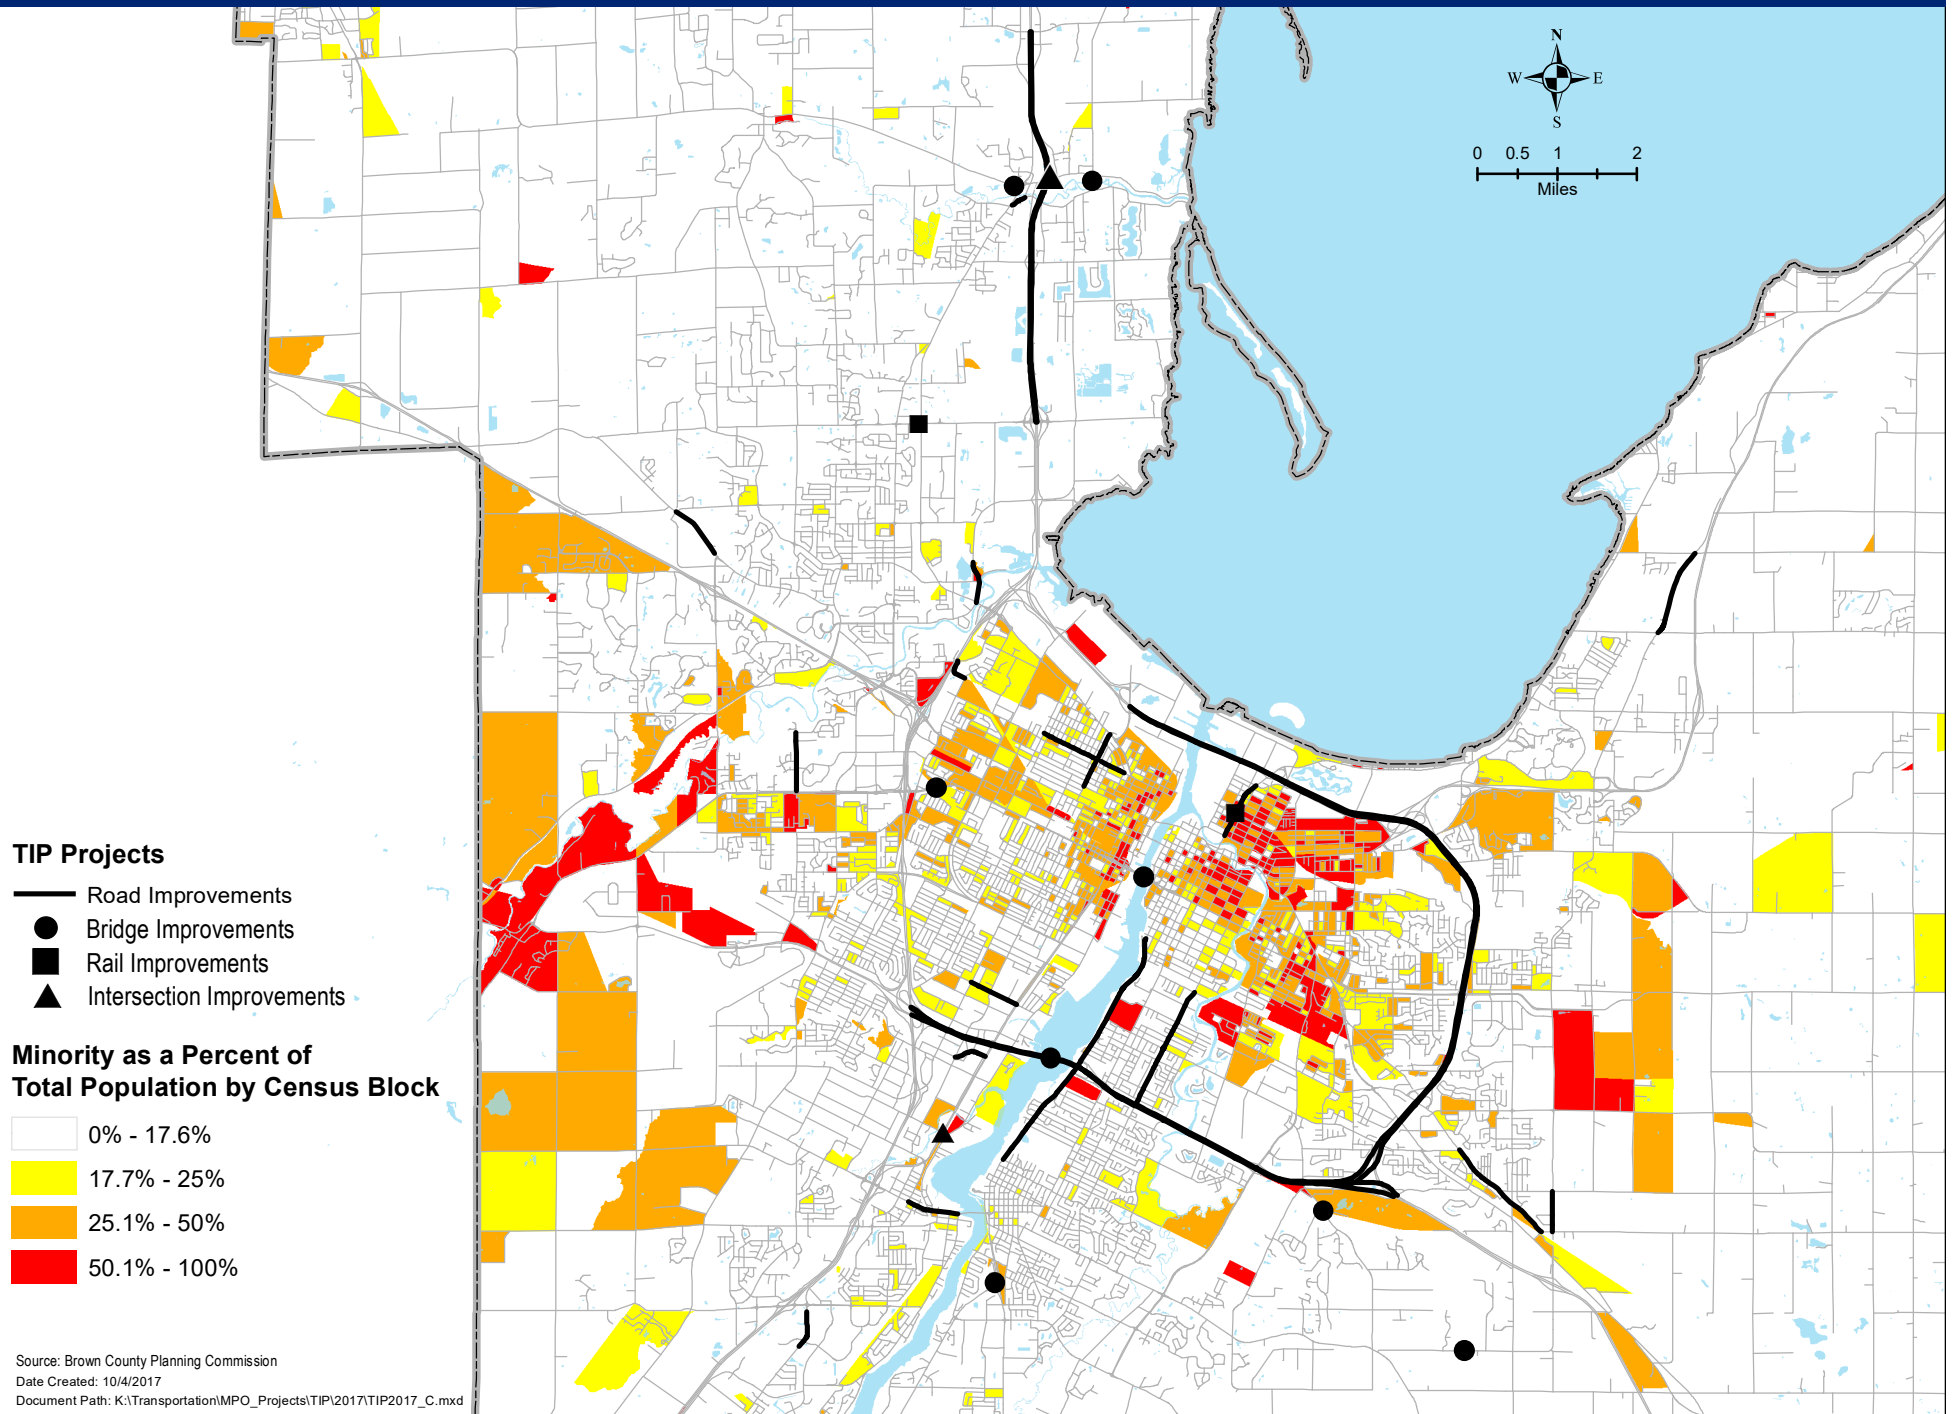 N
W E
S
0 0.5 1 2
Miles
TIP Projects
Road Improvements
Bridge Improvements
Rail Improvements
Intersection Improvements
Minority as a Percent of
Total Population by Census Block
0% - 17.6%
17.7% - 25%
25.1% - 50%
50.1% - 100%
Source: Brown County Planning Commission
Date Created: 10/4/2017
Document Path: K:\Transportation\MPO_Projects\TIP\2017\TIP2017_C.mxd